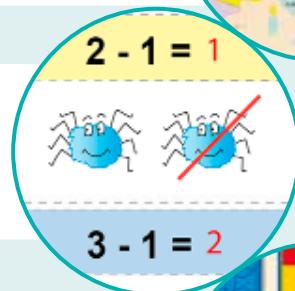 2 - 1 = 1
3 - 1 = 2